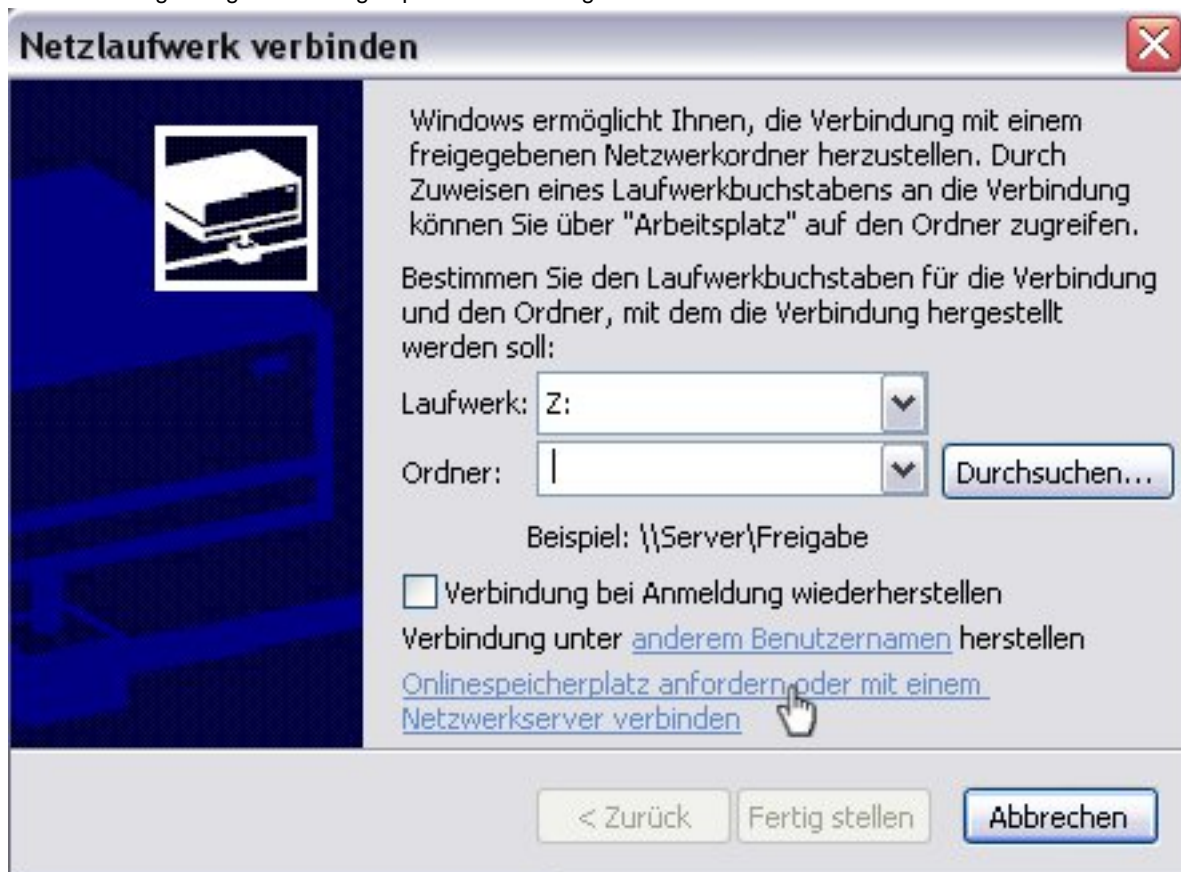 Netzlaufwerk verbinden
Windows ermöglicht Ihnen, die Verbindung mit einem
freigegebenen Netzwerkordner herzustellen. Durch
Zuweisen eines Laufwerkbuchstabens an die Verbindung
können Sie über "Arbeitsplatz" auf den Ordner zugreifen.
Bestimmen Sie den Laufwerkbuchstaben für die Verbindung
und den Ordner, mit dem die Verbindung hergestellt
werden soll:
Laufwerk: Z:
Ordner: Durchsuchen...
Beispiel: \\Server\Freigabe
Verbindung bei Anmeldung wiederherstellen
Verbindung unter anderem Benutzernamen herstellen
Onlinespeicherplatz anfordern oder mit einem
Netzwerkserver verbinden
< Zurück Fertig stellen Abbrechen